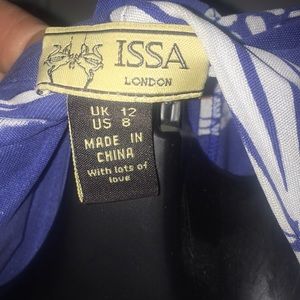 ISSA
LONDON
UK 12
US 8
MADE IN
CHINA
With lots of
love